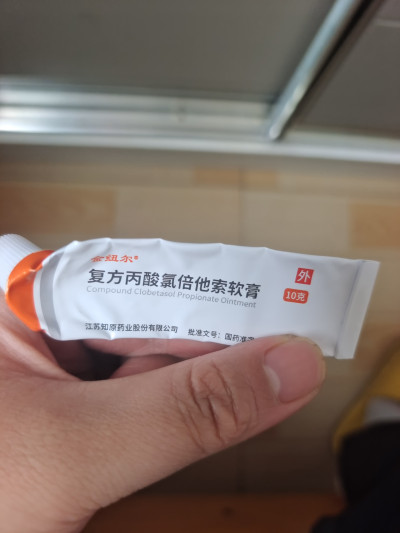 金纽尔®
复方丙酸氯倍他索软膏
Compound Clobetasol Propionate Ointment
外
10克
江苏知原药业股份有限公司 批准文号：国药准